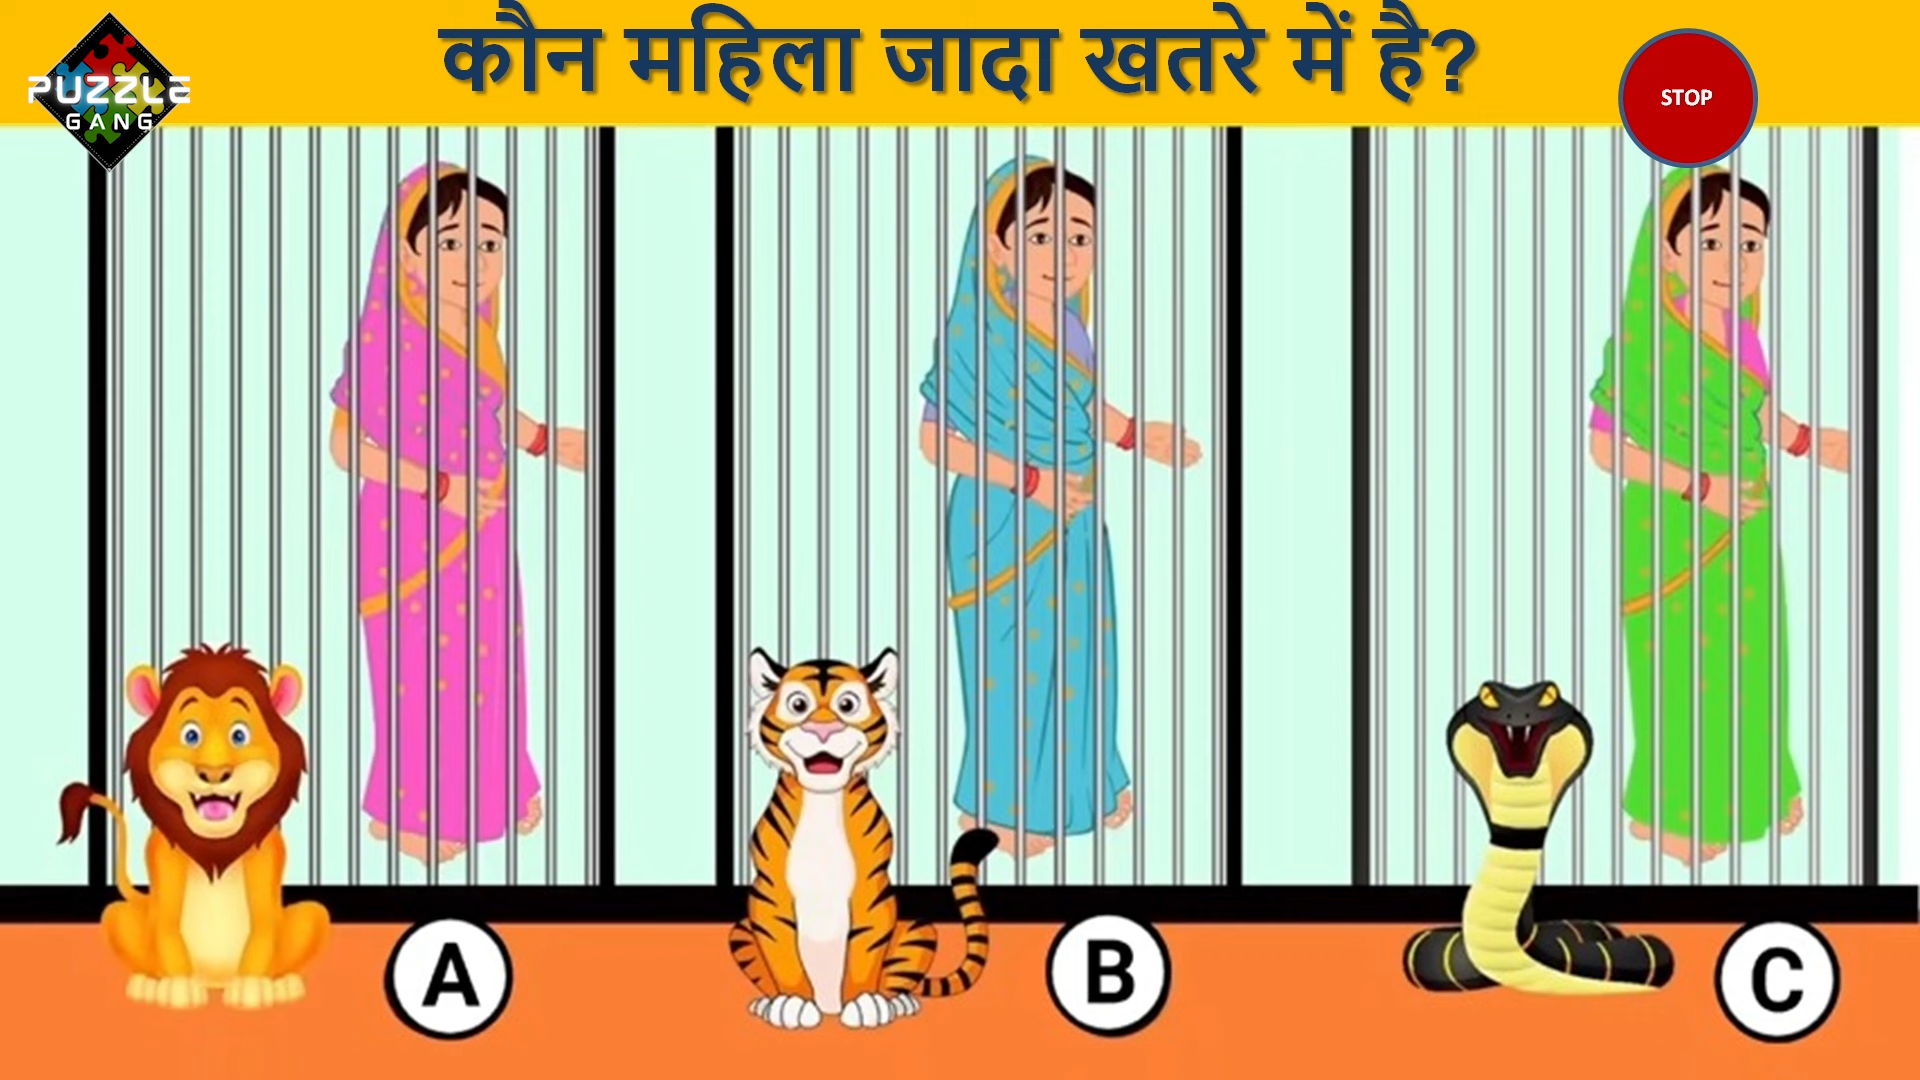 कौन महिला जादा खतरे में है?
PUZZLE
GANG
STOP
A
B
C